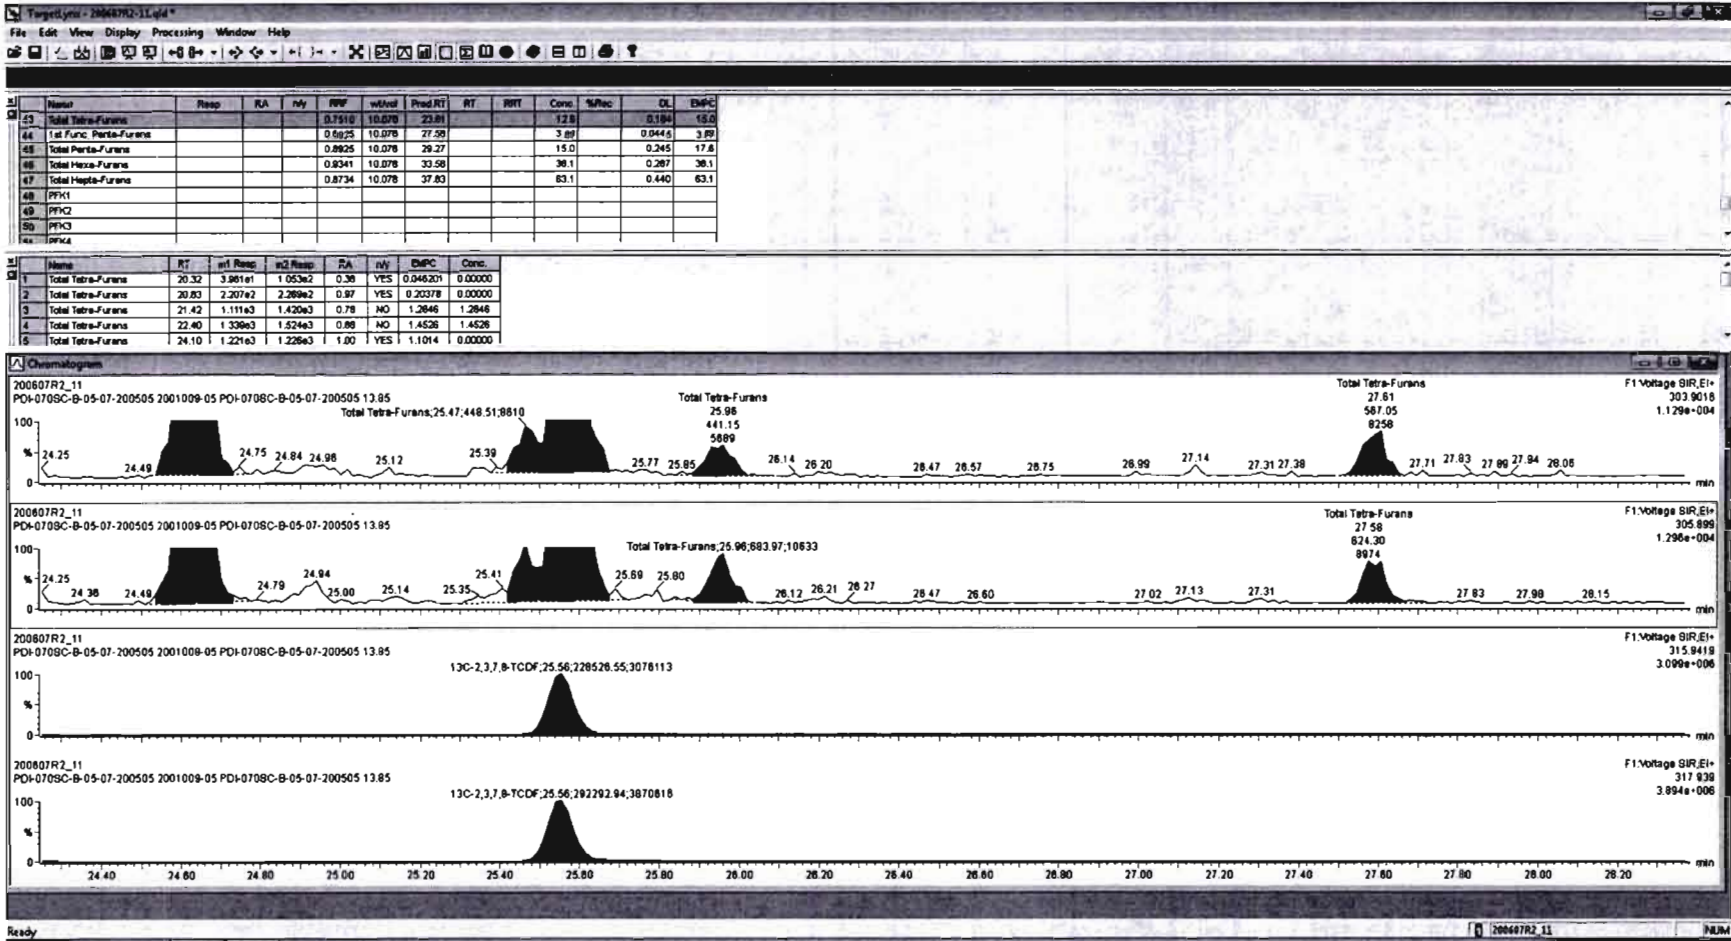 TargetLynx - 200607R2-11.qld *
File Edit View Display Processing Window Help
Name Resp RA n/y RRF wt/vol Pred.RT RT RRT Conc. %Rec DL EMPC
43 Total Tetra-Furans 0.7510 10.078 23.61 12.8 0.184 15.0
44 1st Func. Penta-Furans 0.8925 10.078 27.58 3.89 0.0445 3.89
45 Total Penta-Furans 0.8925 10.078 29.27 15.0 0.245 17.6
46 Total Hexa-Furans 0.9341 10.078 33.58 38.1 0.267 38.1
47 Total Hepta-Furans 0.8734 10.078 37.83 63.1 0.440 63.1
48 PFK1
49 PFK2
50 PFK3
51 PFK4
Name RT m1 Resp m2 Resp RA n/y EMPC Conc.
1 Total Tetra-Furans 20.32 3.961e1 1.053e2 0.38 YES 0.046201 0.00000
2 Total Tetra-Furans 20.83 2.207e2 2.269e2 0.97 YES 0.20378 0.00000
3 Total Tetra-Furans 21.42 1.111e3 1.420e3 0.78 NO 1.2646 1.2646
4 Total Tetra-Furans 22.40 1.339e3 1.524e3 0.88 NO 1.4526 1.4526
5 Total Tetra-Furans 24.10 1.221e3 1.226e3 1.00 YES 1.1014 0.00000
Chromatogram
200607R2_11
PDI-070SC-B-05-07-200505 2001009-05 PDI-070SC-B-05-07-200505 13.85
F1:Voltage SIR,EI+
303.9016
1.129e+004
Total Tetra-Furans;25.47;448.51;8610
Total Tetra-Furans
25.96
441.15
5689
Total Tetra-Furans
27.61
567.05
8258
100
%
0
24.25 24.49 24.75 24.84 24.98 25.12 25.39 25.77 25.85 26.14 26.20 26.47 26.57 26.75 26.99 27.14 27.31 27.38 27.71 27.83 27.89 27.94 28.06
min
200607R2_11
PDI-070SC-B-05-07-200505 2001009-05 PDI-070SC-B-05-07-200505 13.85
F1:Voltage SIR,EI+
305.899
1.296e+004
Total Tetra-Furans;25.96;683.97;10633
Total Tetra-Furans
27.58
624.30
8974
100
%
0
24.25 24.36 24.49 24.79 24.94 25.00 25.14 25.35 25.41 25.69 25.80 26.12 26.21 26.27 26.47 26.60 27.02 27.13 27.31 27.83 27.98 28.15
min
200607R2_11
PDI-070SC-B-05-07-200505 2001009-05 PDI-070SC-B-05-07-200505 13.85
F1:Voltage SIR,EI+
315.9419
3.099e+006
13C-2,3,7,8-TCDF;25.56;228526.55;3076113
100
%
0
min
200607R2_11
PDI-070SC-B-05-07-200505 2001009-05 PDI-070SC-B-05-07-200505 13.85
F1:Voltage SIR,EI+
317.939
3.894e+006
13C-2,3,7,8-TCDF;25.56;292292.94;3870616
100
%
0
min
24.40 24.60 24.80 25.00 25.20 25.40 25.60 25.80 26.00 26.20 26.40 26.60 26.80 27.00 27.20 27.40 27.60 27.80 28.00 28.20
Ready
200607R2_11
NUM